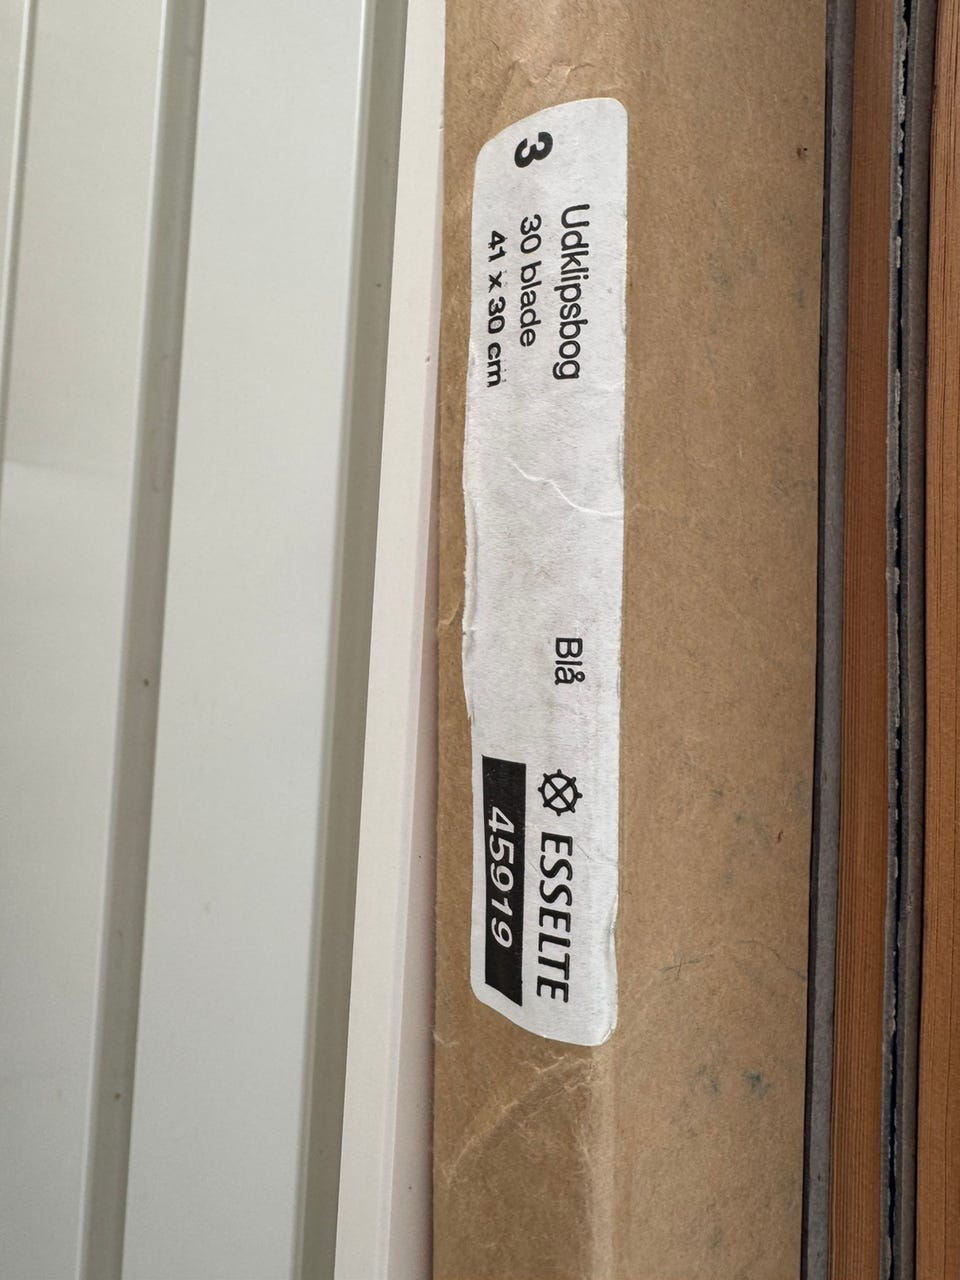 3
Udklipsbog
30 blade
41 x 30 cm
Blå
ESSELTE
45919